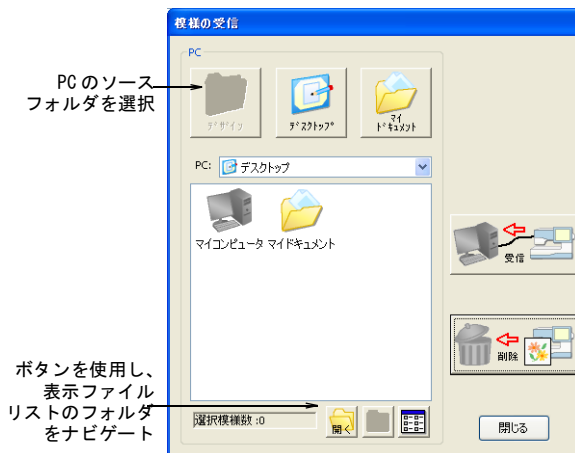 模様の受信
PC
PCのソース
フォルダを選択
ﾃﾞｻﾞｲﾝ
ﾃﾞｽｸﾄｯﾌﾟ
ﾏｲ
ﾄﾞｷｭﾒﾝﾄ
PC: デスクトップ
マイコンピュータ マイドキュメント
受信
削除
ボタンを使用し、
表示ファイル
リストのフォルダ
をナビゲート
選択模様数 :0
開く
閉じる